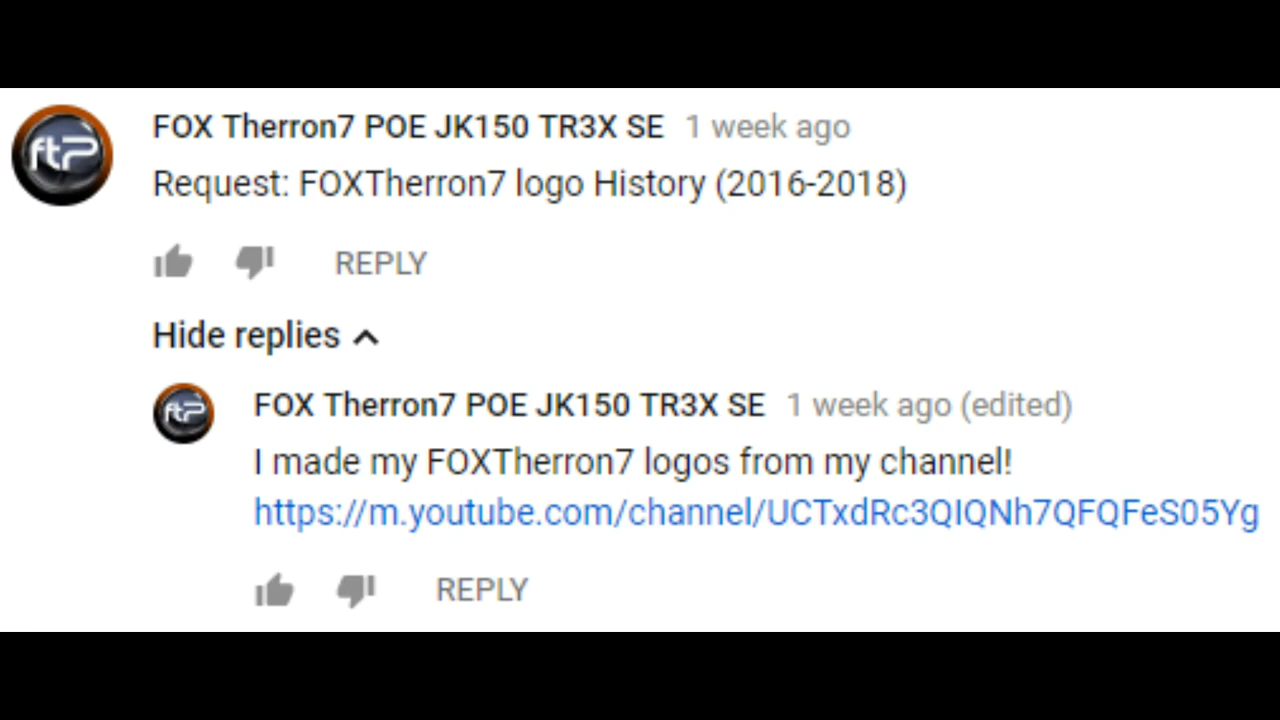 ftP
FOX Therron7 POE JK150 TR3X SE 1 week ago
Request: FOXTherron7 logo History (2016-2018)
REPLY
Hide replies
ftP
FOX Therron7 POE JK150 TR3X SE 1 week ago (edited)
I made my FOXTherron7 logos from my channel!
https://m.youtube.com/channel/UCTxdRc3QIQNh7QFQFeS05Yg
REPLY